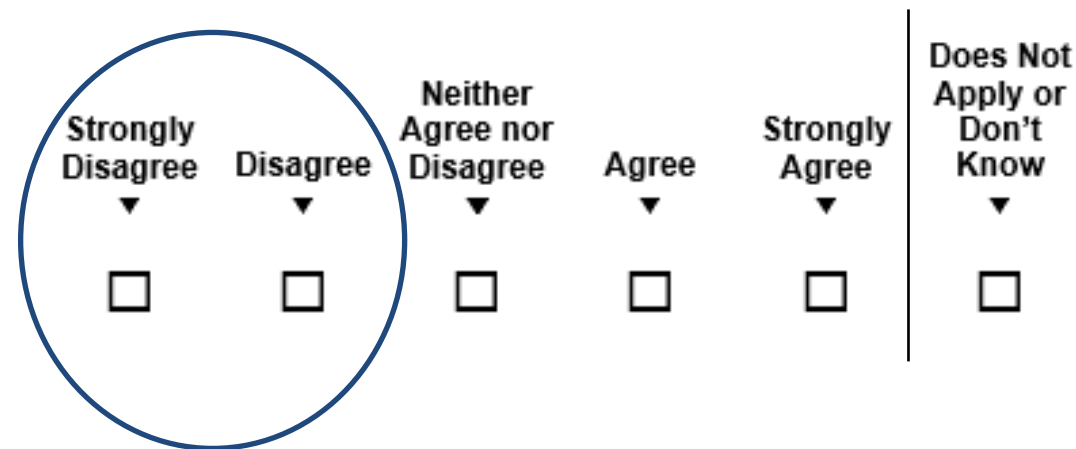 Strongly
Disagree
Disagree
Neither
Agree nor
Disagree
Agree
Strongly
Agree
Does Not
Apply or
Don't
Know